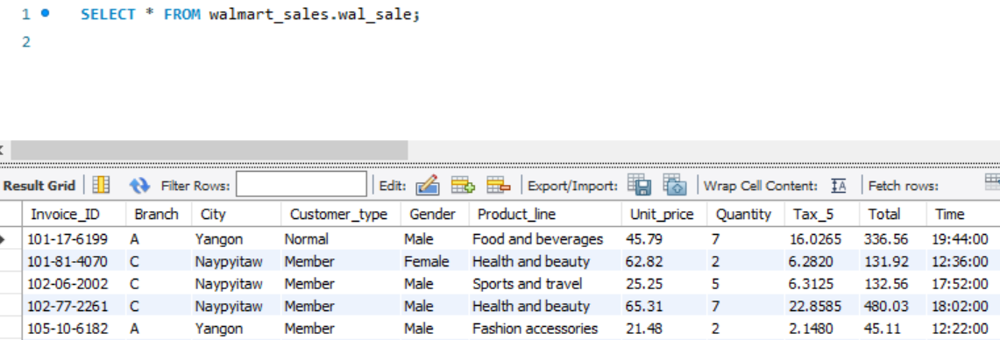 1 SELECT * FROM walmart_sales.wal_sale;
2
Result Grid Filter Rows: Edit: Export/Import: Wrap Cell Content: Fetch rows:
Invoice_ID Branch City Customer_type Gender Product_line Unit_price Quantity Tax_5 Total Time
101-17-6199 A Yangon Normal Male Food and beverages 45.79 7 16.0265 336.56 19:44:00
101-81-4070 C Naypyitaw Member Female Health and beauty 62.82 2 6.2820 131.92 12:36:00
102-06-2002 C Naypyitaw Member Male Sports and travel 25.25 5 6.3125 132.56 17:52:00
102-77-2261 C Naypyitaw Member Male Health and beauty 65.31 7 22.8585 480.03 18:02:00
105-10-6182 A Yangon Member Male Fashion accessories 21.48 2 2.1480 45.11 12:22:00